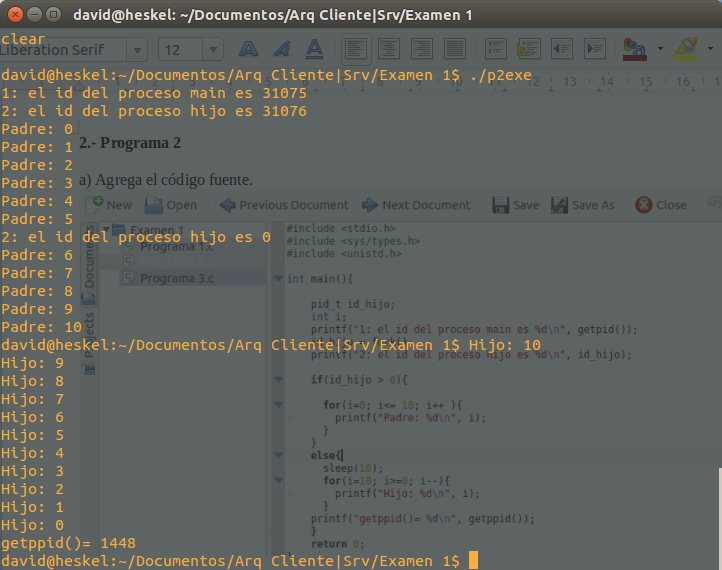 david@heskel: ~/Documentos/Arq Cliente|Srv/Examen 1
clear
Liberation Serif
12
david@heskel:~/Documentos/Arq Cliente|Srv/Examen 1$ ./p2exe
1: el id del proceso main es 31075
2: el id del proceso hijo es 31076
Padre: 0
Padre: 1
Padre: 2
Padre: 3
Padre: 4
Padre: 5
2: el id del proceso hijo es 0
Padre: 6
Padre: 7
Padre: 8
Padre: 9
Padre: 10
david@heskel:~/Documentos/Arq Cliente|Srv/Examen 1$ Hijo: 10
Hijo: 9
Hijo: 8
Hijo: 7
Hijo: 6
Hijo: 5
Hijo: 4
Hijo: 3
Hijo: 2
Hijo: 1
Hijo: 0
getppid()= 1448
david@heskel:~/Documentos/Arq Cliente|Srv/Examen 1$
2.- Programa 2
a) Agrega el código fuente.
New Open Previous Document Next Document Save Save As Close
Documents
Projects
Examen 1
Programa 1.c
Programa 3.c
#include <stdio.h>
#include <sys/types.h>
#include <unistd.h>
int main(){
pid_t id_hijo;
int i;
printf("1: el id del proceso main es %d\n", getpid());
printf("2: el id del proceso hijo es %d\n", id_hijo);
if(id_hijo > 0){
for(i=0; i<= 10; i++ ){
printf("Padre: %d\n", i);
}
}
else{
sleep(10);
for(i=10; i>=0; i--){
printf("Hijo: %d\n", i);
}
printf("getppid()= %d\n", getppid());
}
return 0;